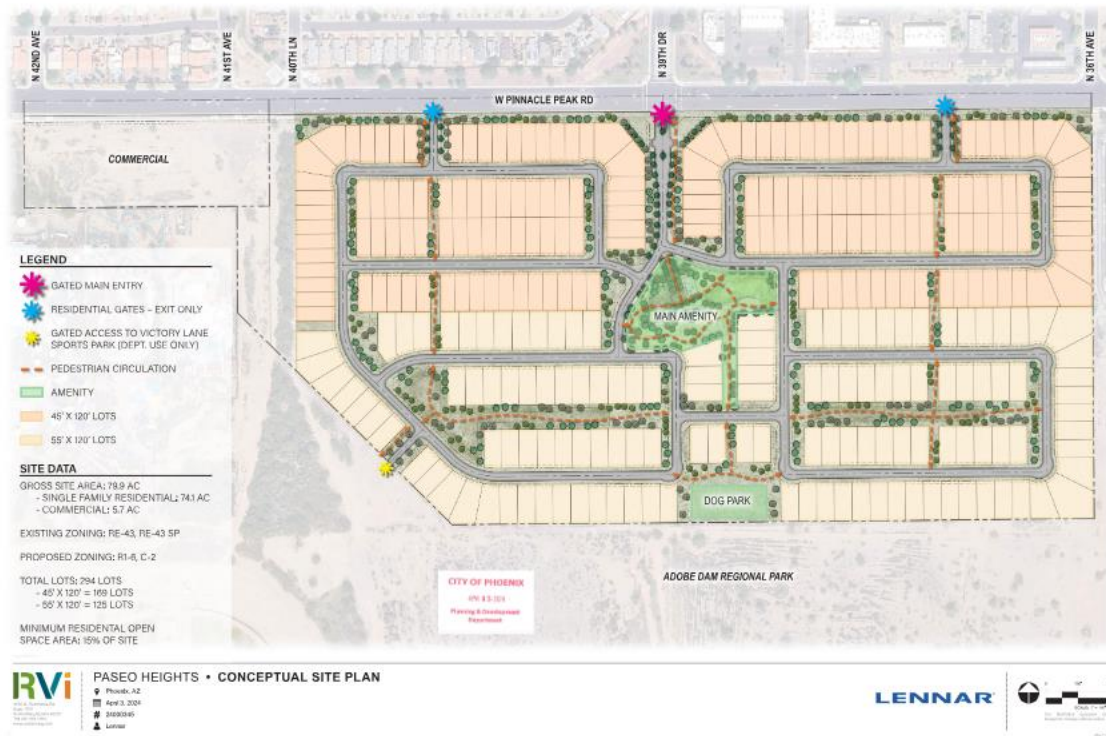 N 42ND AVE
N 41ST AVE
N 40TH LN
N 39TH DR
N 36TH AVE
W PINNACLE PEAK RD
COMMERCIAL
LEGEND
GATED MAIN ENTRY
RESIDENTIAL GATES - EXIT ONLY
GATED ACCESS TO VICTORY LANE
SPORTS PARK (DEPT. USE ONLY)
PEDESTRIAN CIRCULATION
AMENITY
45' X 120' LOTS
55' X 120' LOTS
SITE DATA
GROSS SITE AREA: 79.9 AC
- SINGLE FAMILY RESIDENTIAL: 74.1 AC
- COMMERCIAL: 5.7 AC
EXISTING ZONING: RE-43, RE-43 SP
PROPOSED ZONING: R1-6, C-2
TOTAL LOTS: 294 LOTS
- 45' X 120' = 169 LOTS
- 55' X 120' = 125 LOTS
MINIMUM RESIDENTAL OPEN
SPACE AREA: 15% OF SITE
MAIN AMENITY
DOG PARK
ADOBE DAM REGIONAL PARK
CITY OF PHOENIX
Planning & Development
Department
RVi
PASEO HEIGHTS • CONCEPTUAL SITE PLAN
Phoenix, AZ
April 3, 2024
Lennar
LENNAR